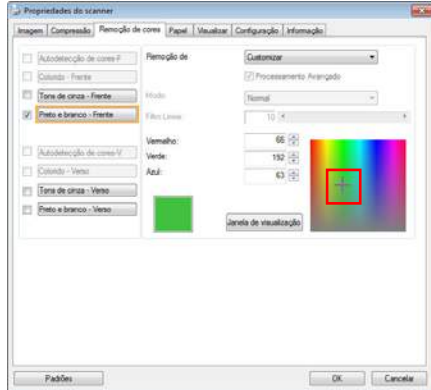 Propriedades do scanner
Imagem Compressão Remoção de cores Papel Visualizar Configuração Informação
Autodetecção de cores-F
Colorido - Frente
Tons de cinza - Frente
Preto e branco - Frente
Autodetecção de cores-V
Colorido - Verso
Tons de cinza - Verso
Preto e branco - Verso
Remoção de Customizar
Processamento Avançado
Modo: Normal
Filtro Limiar: 10
Vermelho: 66
Verde: 192
Azul: 63
Janela de visualização
Padrões OK Cancelar